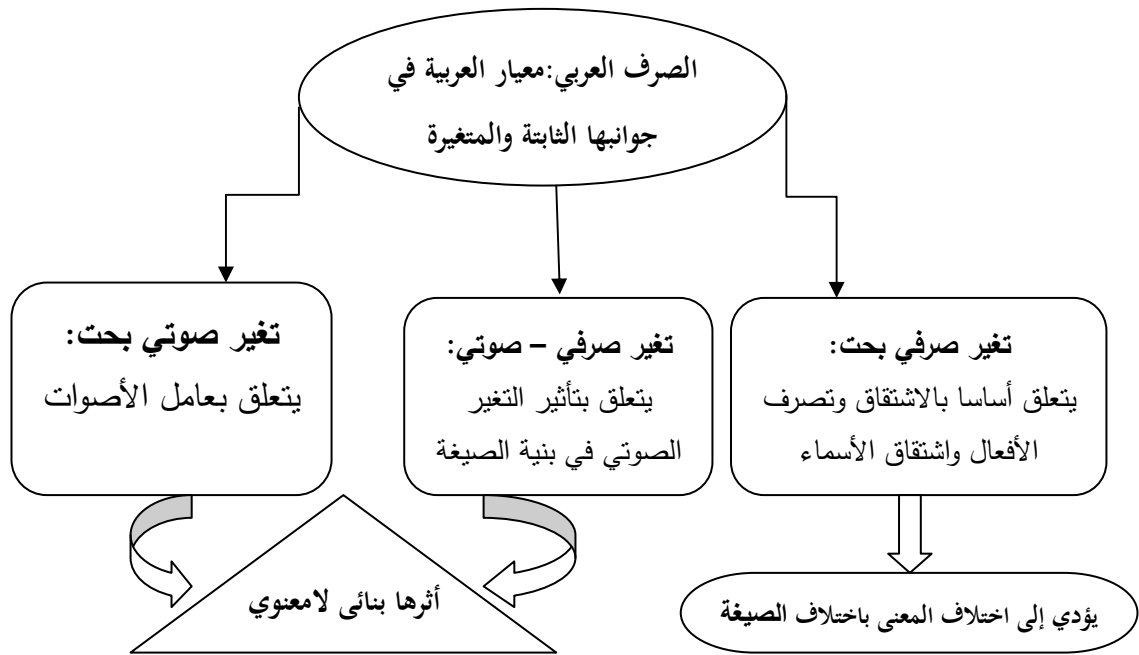 الصرف العربي:معيار العربية في
جوانبها الثابتة والمتغيرة
تغير صرفي بحت:
يتعلق أساسا بالاشتقاق وتصرف
الأفعال واشتقاق الأسماء
تغير صرفي – صوتي:
يتعلق بتأثير التغير
الصوتي في بنية الصيغة
تغير صوتي بحت:
يتعلق بعامل الأصوات
يؤدي إلى اختلاف المعنى باختلاف الصيغة
أثرها بنائى لامعنوي